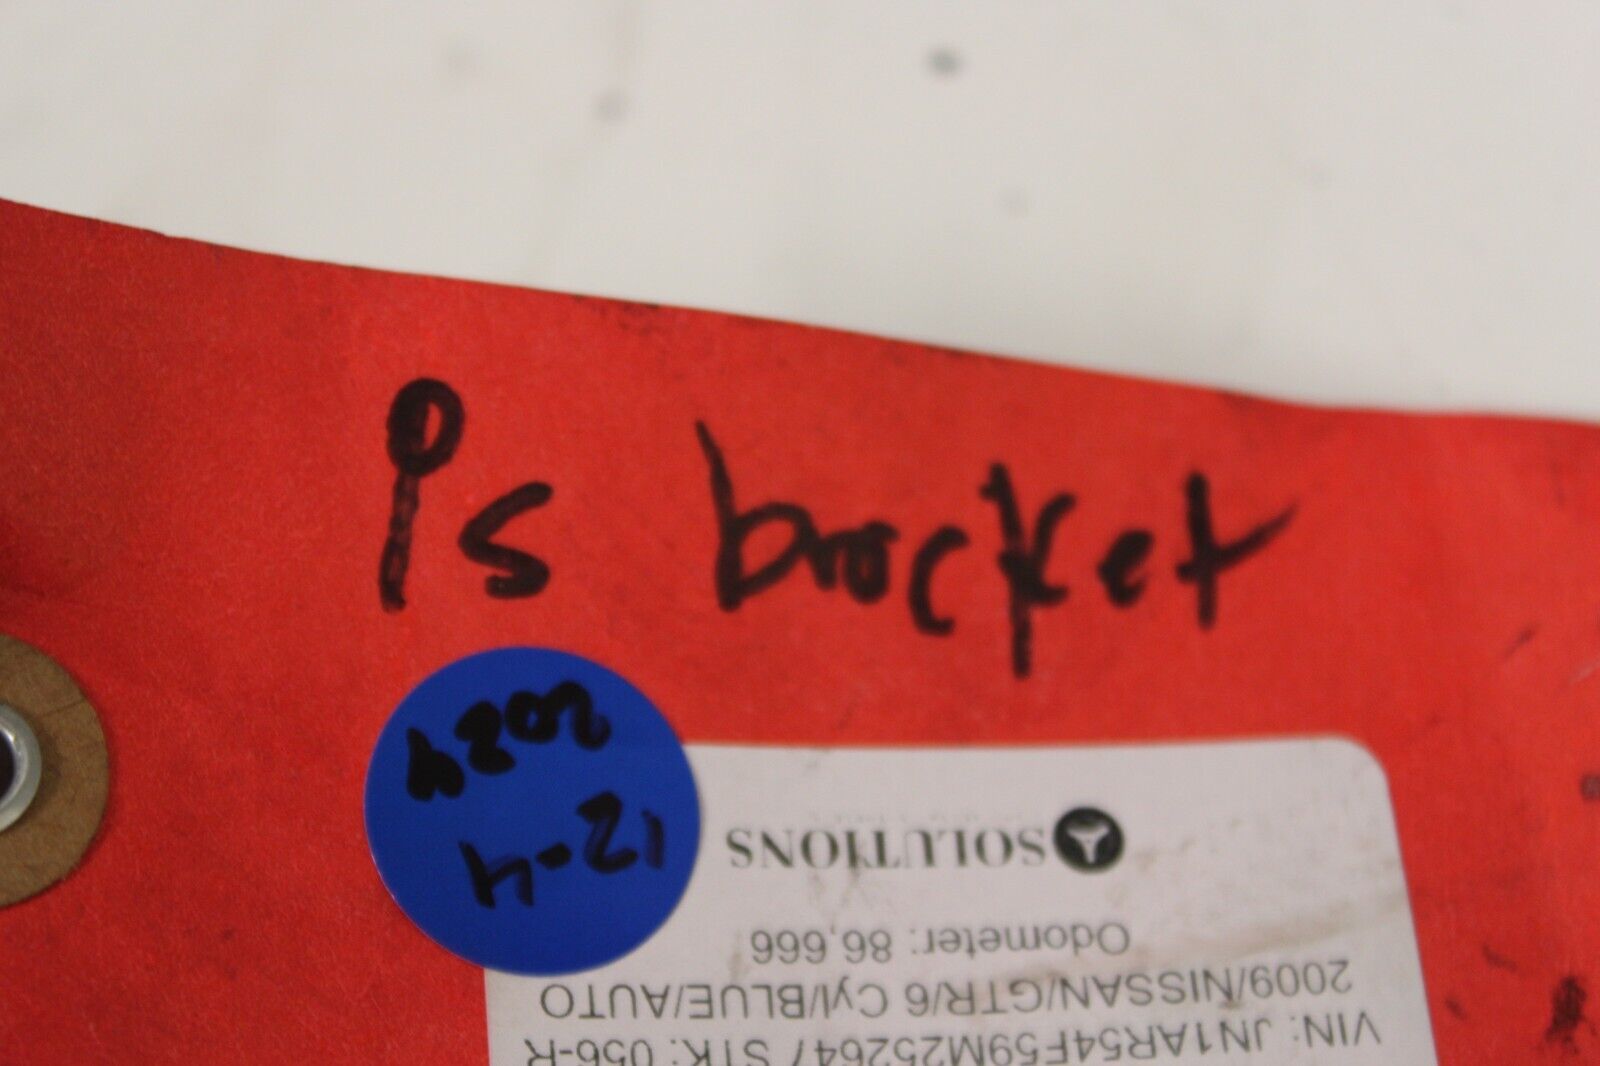 Ps bracket
12-4
2024
SOLUTIONS
Odometer: 86,666
2009/NISSAN/GTR/6 Cyl/BLUE/AUTO
VIN: JN1AR54F59M252647 STK: 056-R